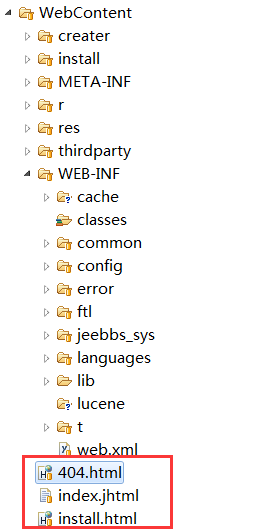 WebContent
creater
install
META-INF
r
res
thirdparty
WEB-INF
cache
classes
common
config
error
ftl
jeebbs_sys
languages
lib
lucene
t
web.xml
404.html
index.jhtml
install.html